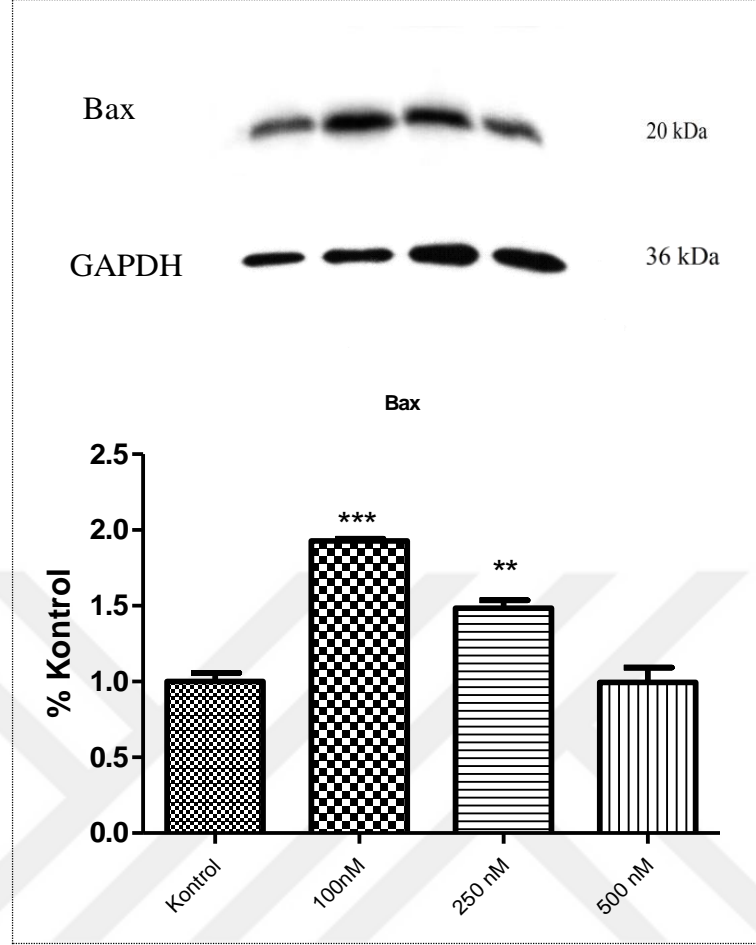 Bax
20 kDa
GAPDH
36 kDa
Bax
% Kontrol
2.5
2.0
1.5
1.0
0.5
0.0
***
**
Kontrol
100nM
250 nM
500 nM